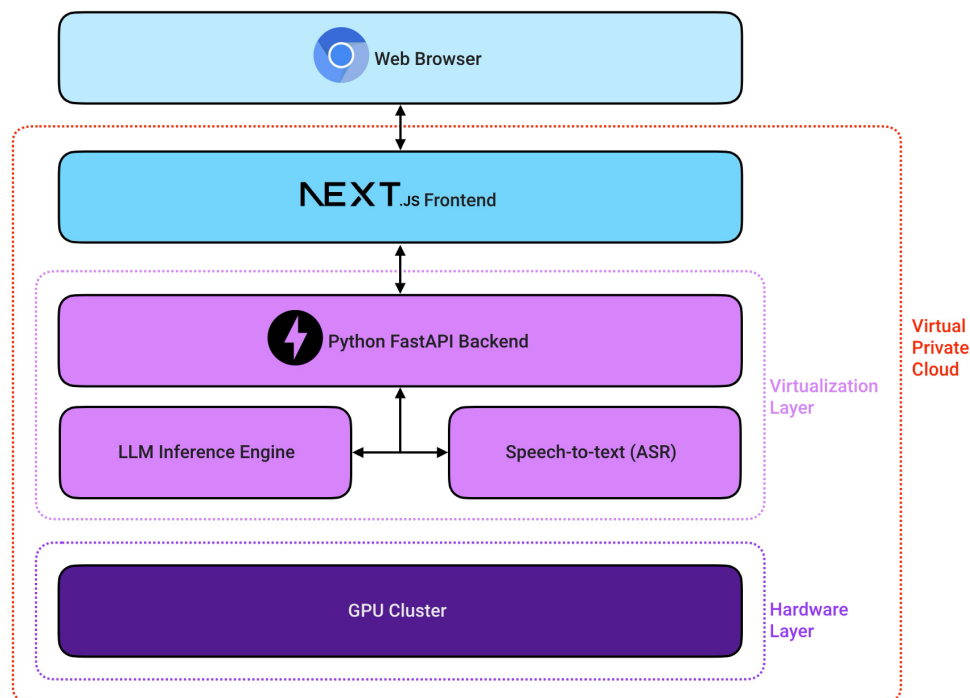 Web Browser
NEXT.JS Frontend
Python FastAPI Backend
Virtual
Private
Cloud
Virtualization
Layer
LLM Inference Engine
Speech-to-text (ASR)
GPU Cluster
Hardware
Layer